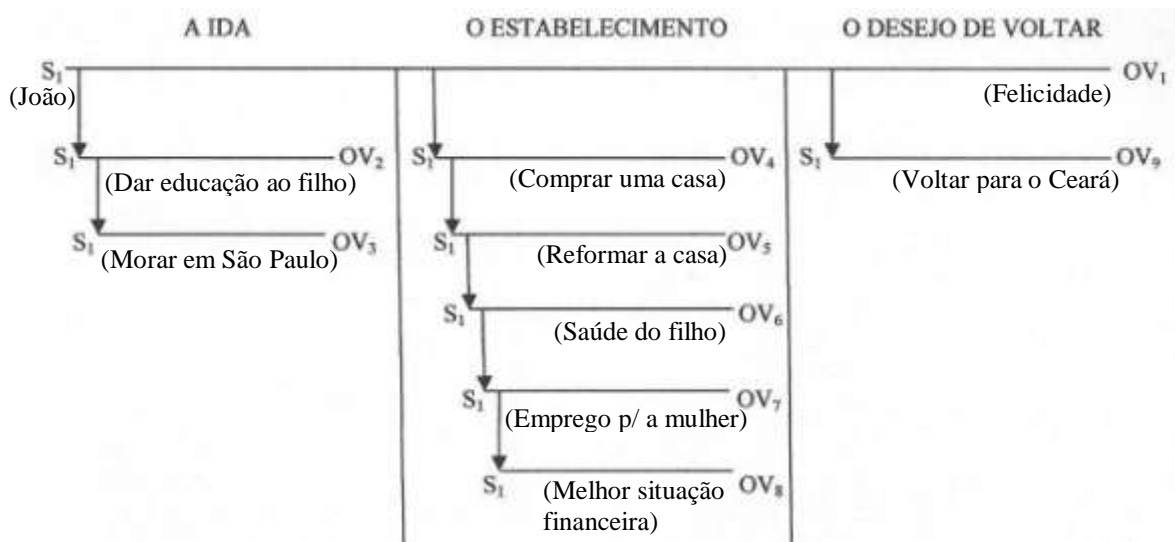 A IDA O ESTABELECIMENTO O DESEJO DE VOLTAR
S₁ OV₁
(João) (Felicidade)
S₁ OV₂ S₁ OV₄ S₁ OV₉
(Dar educação ao filho) (Comprar uma casa) (Voltar para o Ceará)
S₁ OV₃ S₁ OV₅
(Morar em São Paulo) (Reformar a casa)
S₁ OV₆
(Saúde do filho)
S₁ OV₇
(Emprego p/ a mulher)
S₁ OV₈
(Melhor situação
financeira)